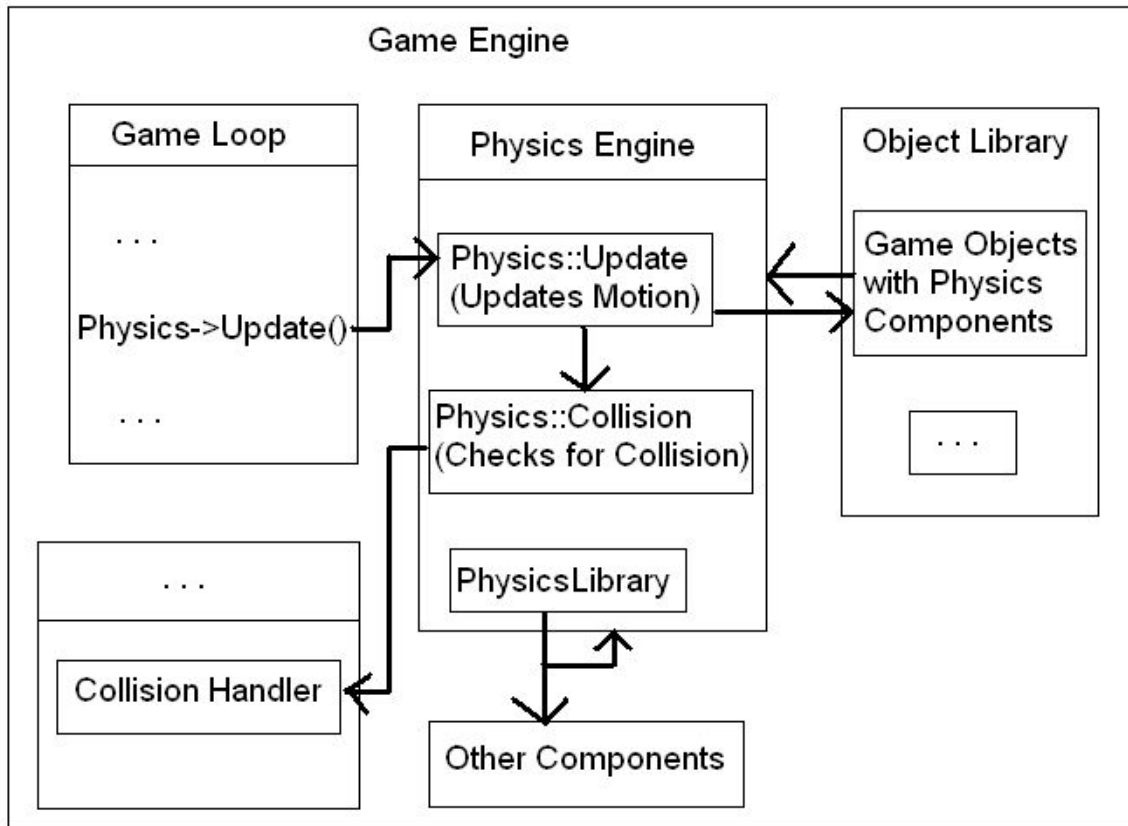 Game Engine
Game Loop
. . .
Physics->Update()
. . .
Physics Engine
Physics::Update
(Updates Motion)
Physics::Collision
(Checks for Collision)
PhysicsLibrary
Object Library
Game Objects
with Physics
Components
. . .
. . .
Collision Handler
Other Components